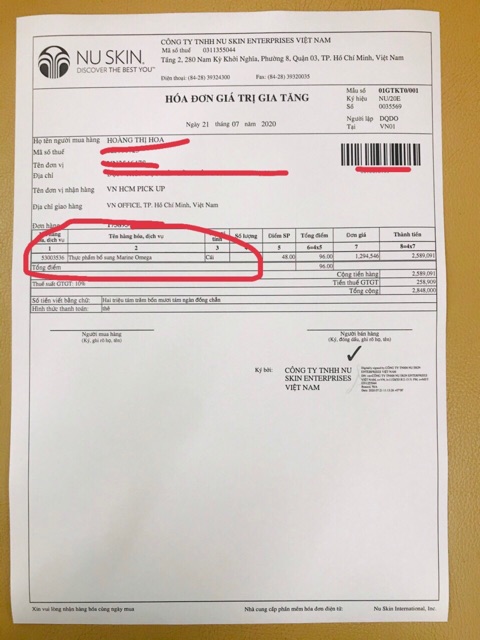 NU SKIN.
DISCOVER THE BEST YOU™
CÔNG TY TNHH NU SKIN ENTERPRISES VIỆT NAM
Mã số thuế 0311355044
Tầng 2, 280 Nam Kỳ Khởi Nghĩa, Phường 8, Quận 03, TP. Hồ Chí Minh, Việt Nam
Điện thoại: (84-28) 39324300 Fax: (84-28) 39320035
HÓA ĐƠN GIÁ TRỊ GIA TĂNG
Ngày 21 tháng 07 năm 2020
Mẫu số 01GTKT0/001
Ký hiệu NU/20E
Số 0035569
Người lập DQDO
Tại VN01
Họ tên người mua hàng HOÀNG THỊ HOA
Mã số thuế
Tên đơn vị
Địa chỉ
Tên đơn vị nhận hàng VN HCM PICK UP
Địa chỉ giao hàng VN OFFICE, TP. Hồ Chí Minh, Việt Nam
Đơn hàng
hóa, dịch vụ Tên hàng hóa, dịch vụ tính Số lượng Điểm SP Tổng điểm Đơn giá Thành tiền
1 2 3 5 6=4x5 7 8=4x7
53003536 Thực phẩm bổ sung Marine Omega Cái 48.00 96.00 1,294,546 2,589,091
Tổng điểm 96.00
Cộng tiền hàng 2,589,091
Thuế suất GTGT: 10% Tiền thuế GTGT 258,909
Tổng cộng 2,848,000
Số tiền viết bằng chữ: Hai triệu tám trăm bốn mươi tám ngàn đồng chẵn
Hình thức thanh toán: thẻ
Người mua hàng
(Ký, ghi rõ họ, tên)
Người bán hàng
(Ký, đóng dấu, ghi rõ họ, tên)
Ký bởi: CÔNG TY TNHH NU
SKIN ENTERPRISES
VIỆT NAM
Xin vui lòng nhận hàng hóa cùng ngày mua Nhà cung cấp phần mềm hóa đơn điện tử: Nu Skin International, Inc.